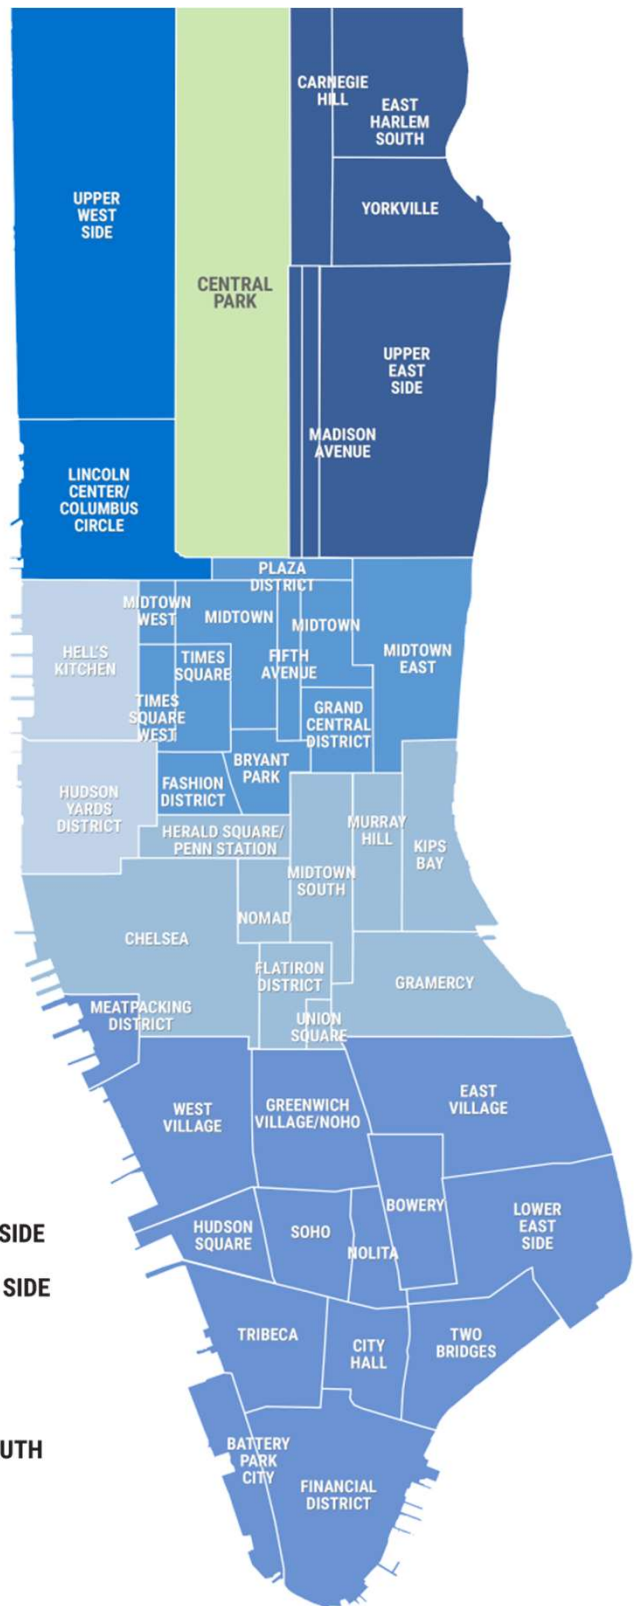 CARNEGIE
HILL
EAST
HARLEM
SOUTH
UPPER
WEST
SIDE
YORKVILLE
CENTRAL
PARK
UPPER
EAST
SIDE
MADISON
AVENUE
LINCOLN
CENTER/
COLUMBUS
CIRCLE
PLAZA
DISTRICT
MIDTOWN
WEST
MIDTOWN
MIDTOWN
HELL'S
KITCHEN
TIMES
SQUARE
FIFTH
AVENUE
MIDTOWN
EAST
TIMES
SQUARE
WEST
GRAND
CENTRAL
DISTRICT
BRYANT
PARK
FASHION
DISTRICT
HUDSON
YARDS
DISTRICT
HERALD SQUARE/
PENN STATION
MURRAY
HILL
KIPS
BAY
MIDTOWN
SOUTH
NOMAD
CHELSEA
FLATIRON
DISTRICT
GRAMERCY
MEATPACKING
DISTRICT
UNION
SQUARE
WEST
VILLAGE
GREENWICH
VILLAGE/NOHO
EAST
VILLAGE
BOWERY
LOWER
EAST
SIDE
HUDSON
SQUARE
SOHO
NOLITA
SIDE
SIDE
TRIBECA
CITY
HALL
TWO
BRIDGES
UTH
BATTERY
PARK
CITY
FINANCIAL
DISTRICT